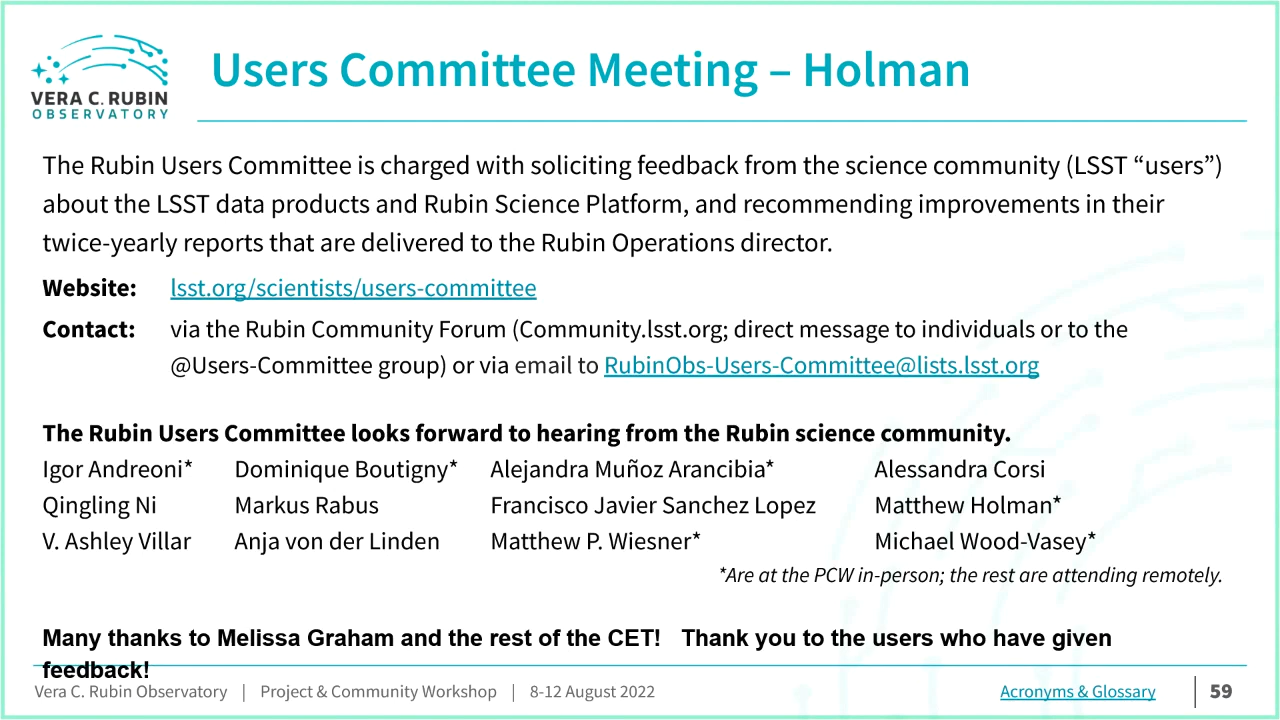 VERA C. RUBIN
OBSERVATORY
Users Committee Meeting – Holman
The Rubin Users Committee is charged with soliciting feedback from the science community (LSST “users”)
about the LSST data products and Rubin Science Platform, and recommending improvements in their
twice-yearly reports that are delivered to the Rubin Operations director.
Website: lsst.org/scientists/users-committee
Contact: via the Rubin Community Forum (Community.lsst.org; direct message to individuals or to the
@Users-Committee group) or via email to RubinObs-Users-Committee@lists.lsst.org
The Rubin Users Committee looks forward to hearing from the Rubin science community.
Igor Andreoni* Dominique Boutigny* Alejandra Muñoz Arancibia* Alessandra Corsi
Qingling Ni Markus Rabus Francisco Javier Sanchez Lopez Matthew Holman*
V. Ashley Villar Anja von der Linden Matthew P. Wiesner* Michael Wood-Vasey*
*Are at the PCW in-person; the rest are attending remotely.
Many thanks to Melissa Graham and the rest of the CET! Thank you to the users who have given
feedback!
Vera C. Rubin Observatory | Project & Community Workshop | 8-12 August 2022 Acronyms & Glossary 59